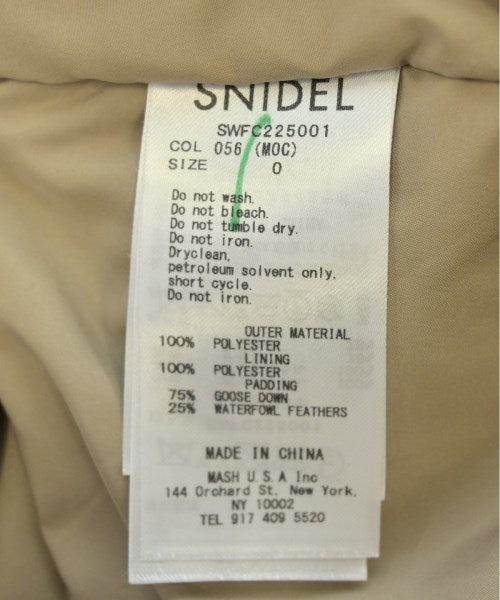 SNIDEL
SWFC225001
COL 056 (MOC)
SIZE 0
Do not wash.
Do not bleach.
Do not tumble dry.
Do not iron.
Dryclean,
petroleum solvent only,
short cycle.
Do not iron.
OUTER MATERIAL
100% POLYESTER
LINING
100% POLYESTER
PADDING
75% GOOSE DOWN
25% WATERFOWL FEATHERS
MADE IN CHINA
MASH U.S.A Inc
144 Orchard St. New York,
NY 10002
TEL 917 409 5520